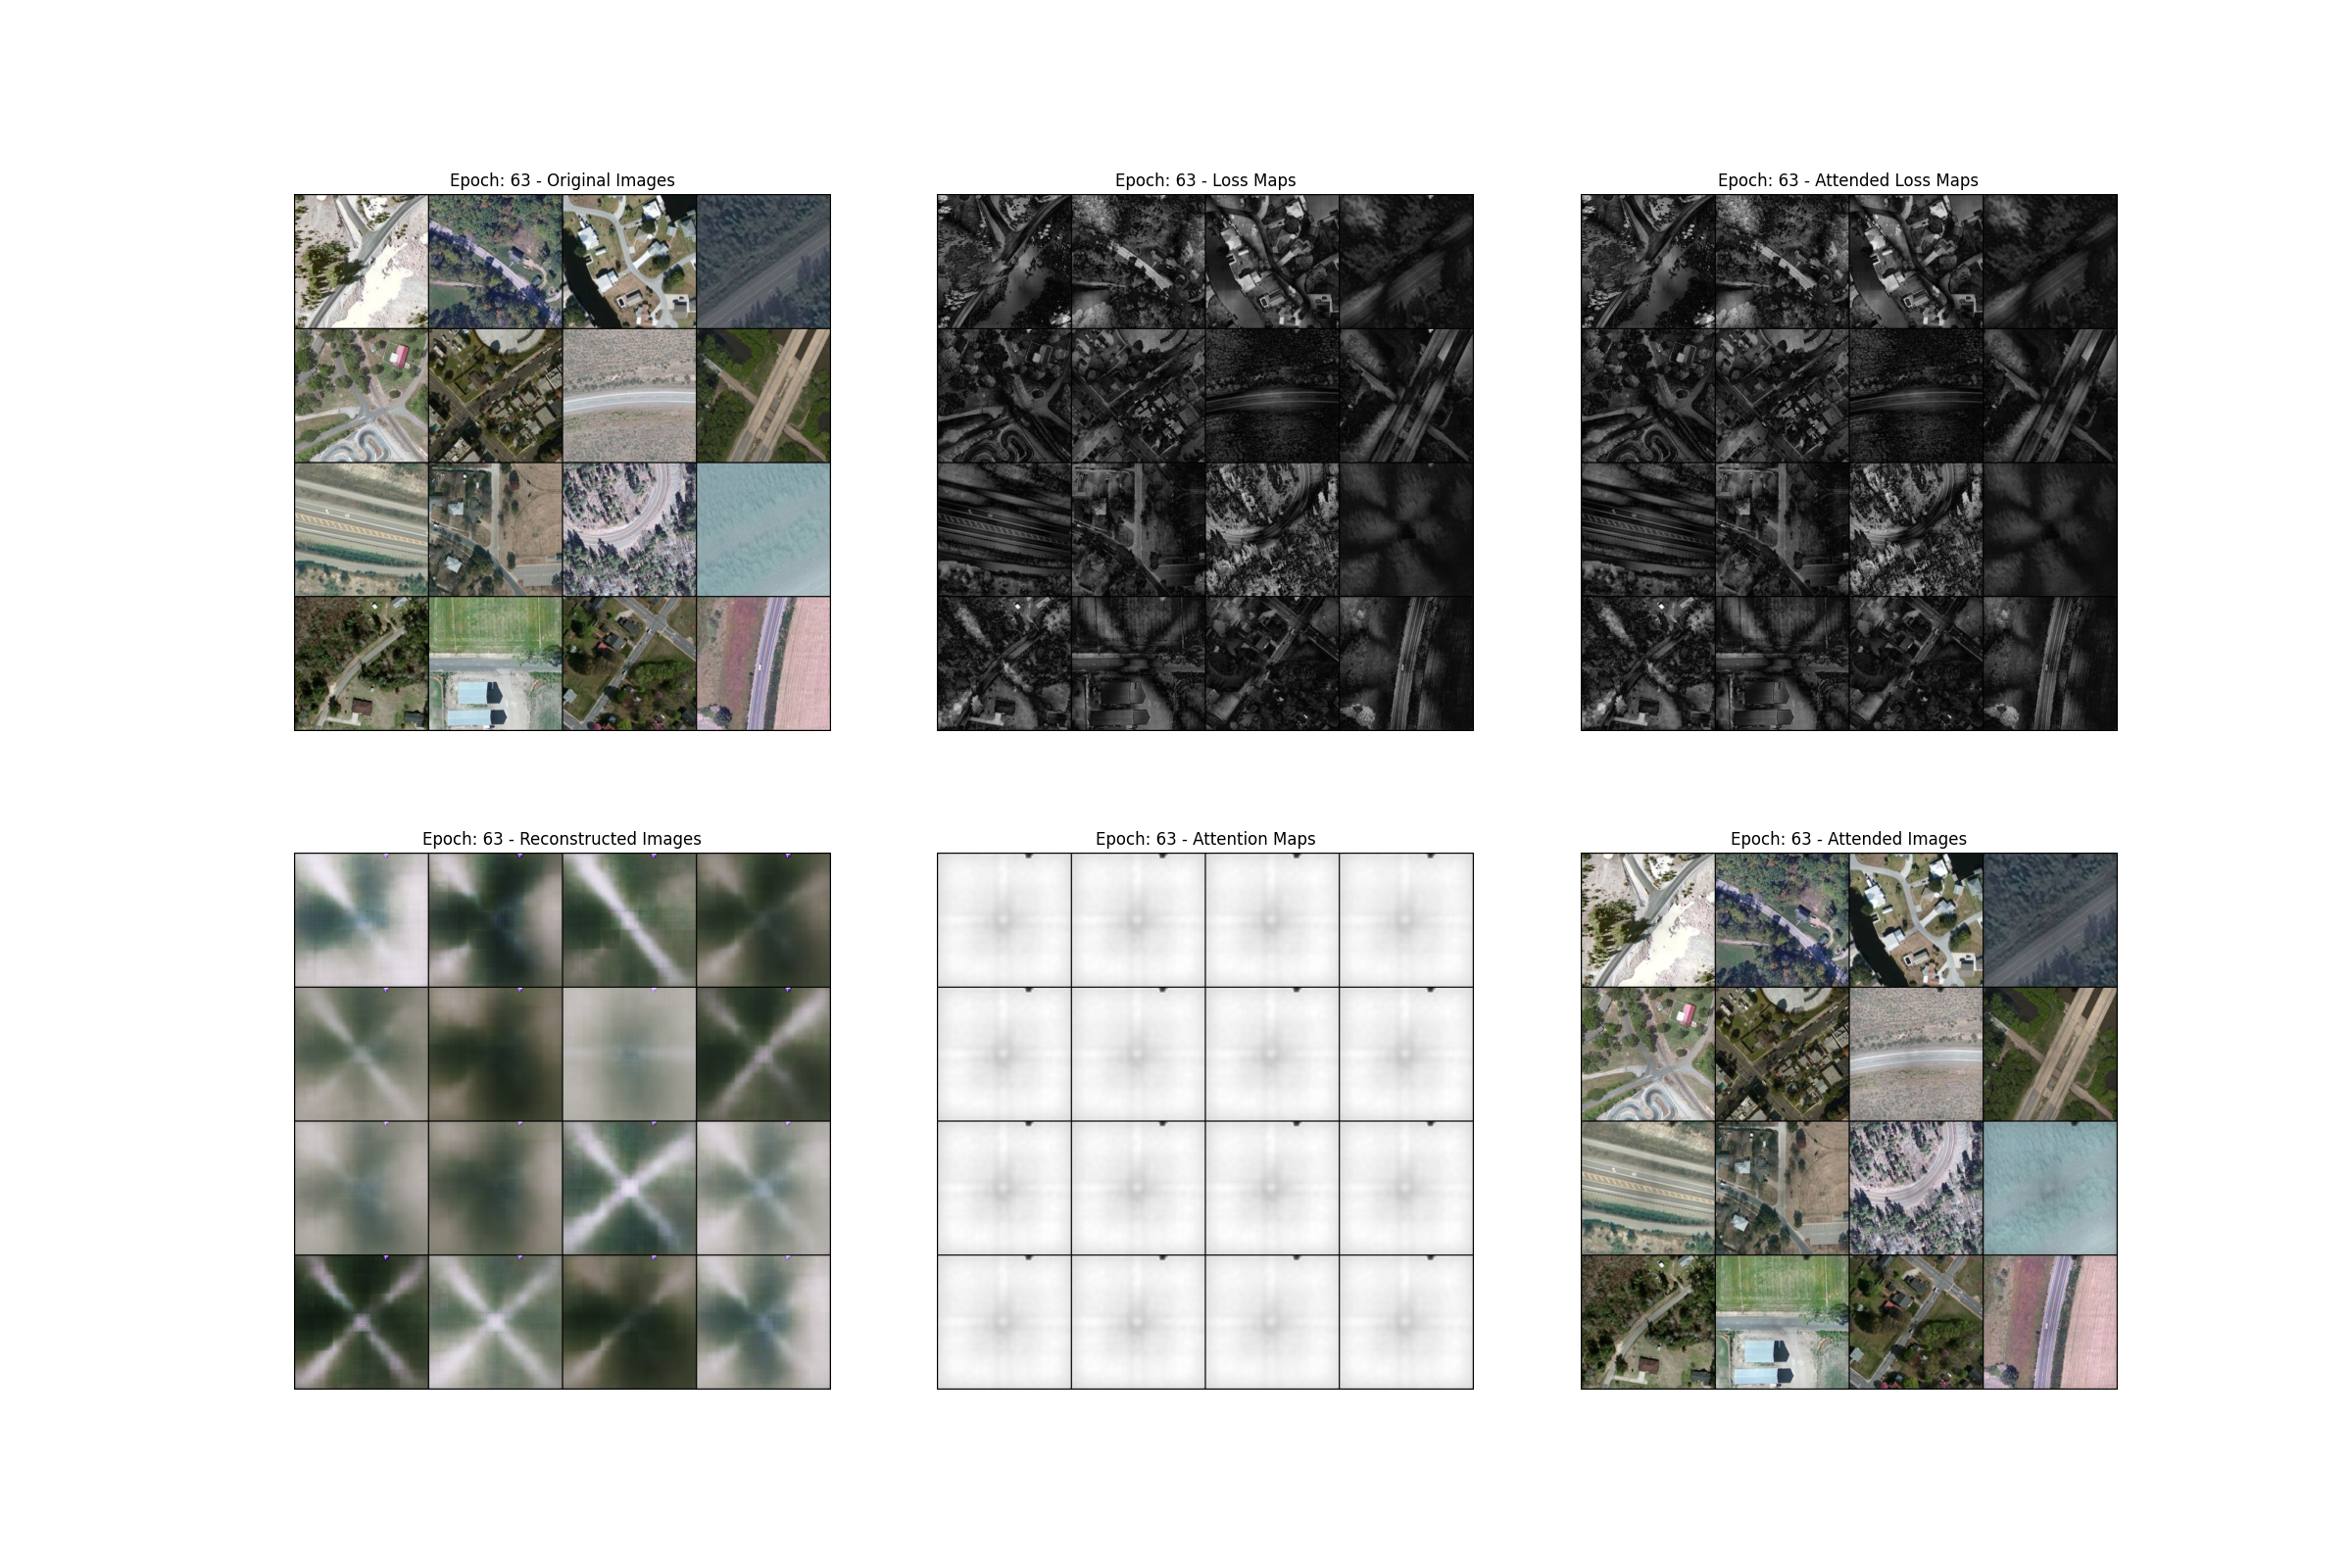 Epoch: 63 - Original Images
Epoch: 63 - Loss Maps
Epoch: 63 - Attended Loss Maps
Epoch: 63 - Reconstructed Images
Epoch: 63 - Attention Maps
Epoch: 63 - Attended Images